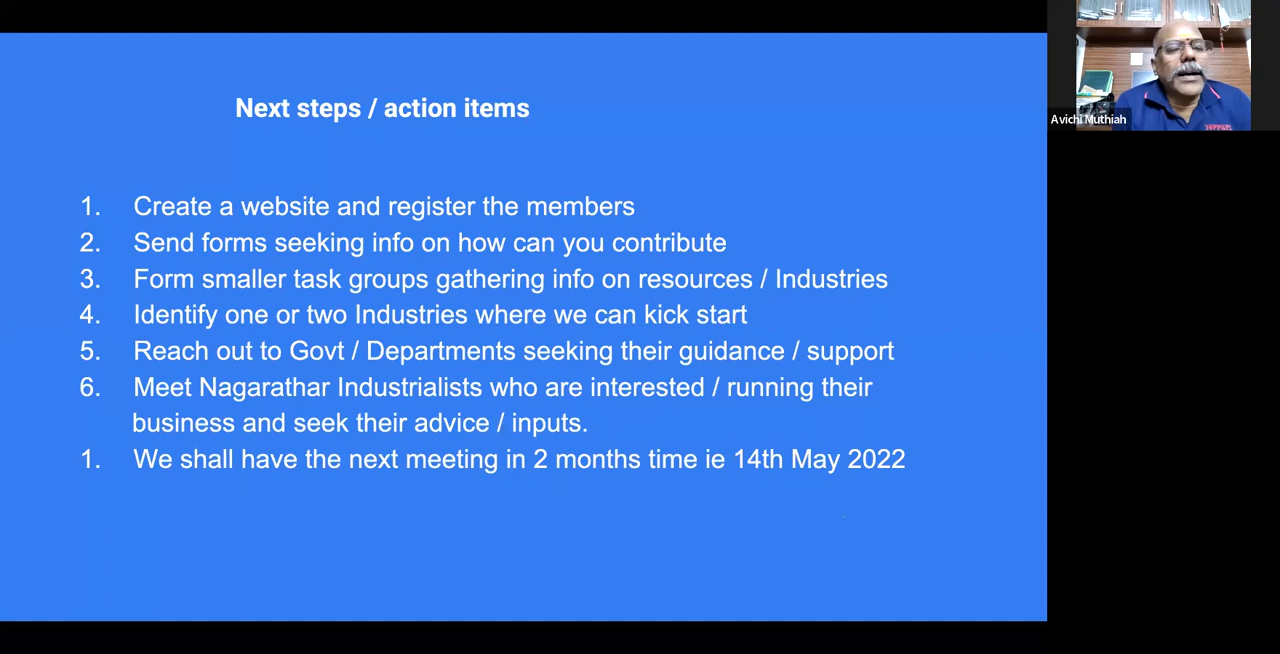 Next steps / action items
1. Create a website and register the members
2. Send forms seeking info on how can you contribute
3. Form smaller task groups gathering info on resources / Industries
4. Identify one or two Industries where we can kick start
5. Reach out to Govt / Departments seeking their guidance / support
6. Meet Nagarathar Industrialists who are interested / running their
business and seek their advice / inputs.
1. We shall have the next meeting in 2 months time ie 14th May 2022
Avichi Muthiah